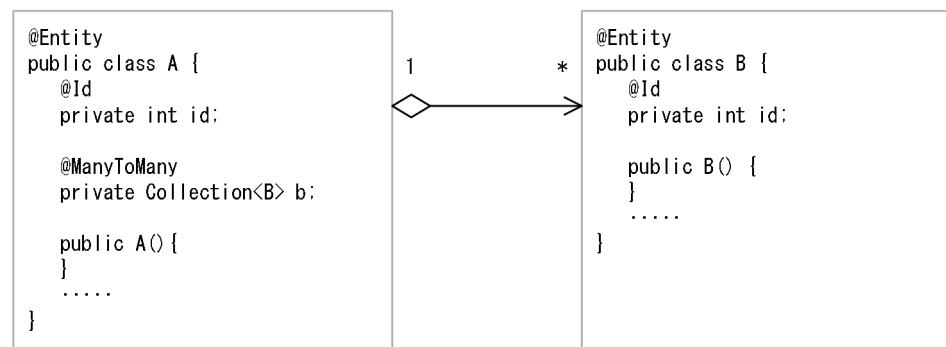 @Entity
public class A {
@Id
private int id;
@ManyToMany
private Collection<B> b;
public A(){
}
.....
}
1
*
@Entity
public class B {
@Id
private int id;
public B() {
}
.....
}